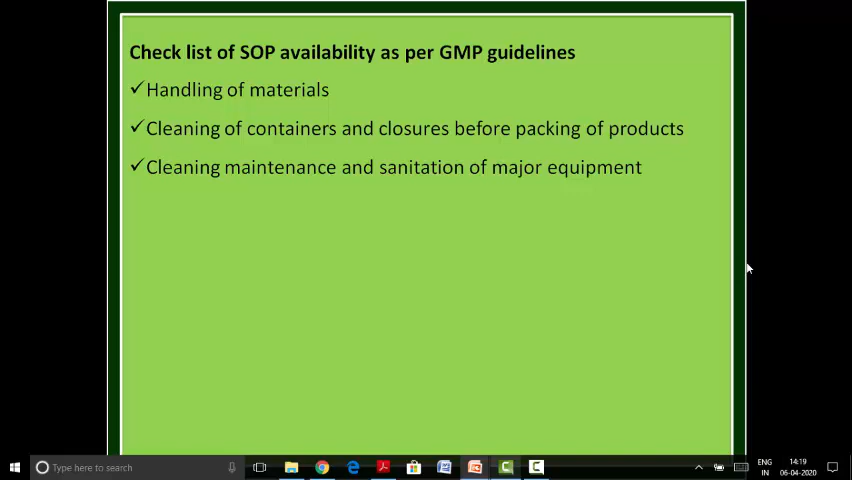 Check list of SOP availability as per GMP guidelines
✓Handling of materials
✓Cleaning of containers and closures before packing of products
✓Cleaning maintenance and sanitation of major equipment
Type here to search
ENG
IN
14:19
06-04-2020